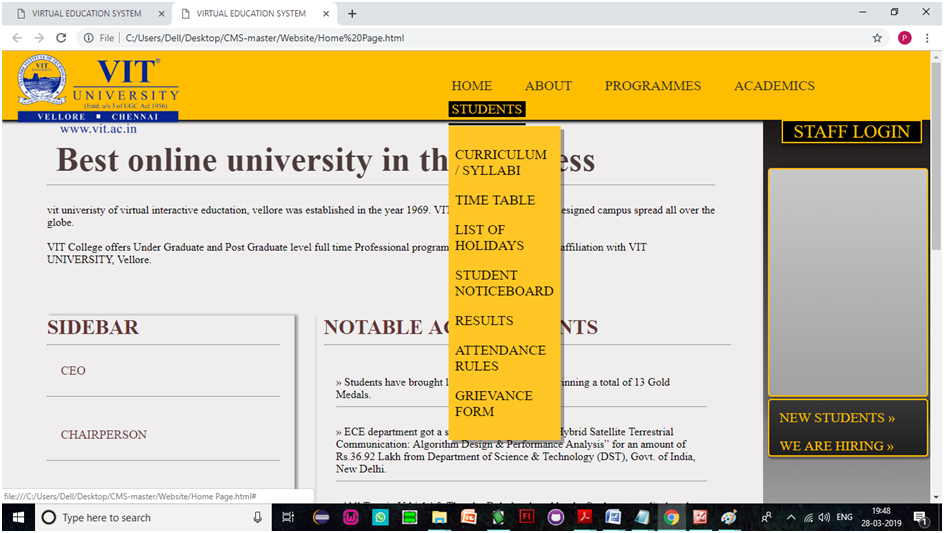 VIRTUAL EDUCATION SYSTEM
VIRTUAL EDUCATION SYSTEM
File
C:/Users/Dell/Desktop/CMS-master/Website/Home%20Page.html
P
VIT
VIT®
UNIVERSITY
(Estd. u/s 3 of UGC Act 1956)
VELLORE CHENNAI
www.vit.ac.in
HOME ABOUT PROGRAMMES ACADEMICS
STUDENTS
STAFF LOGIN
Best online university in th ess
CURRICULUM
/ SYLLABI
TIME TABLE
LIST OF
HOLIDAYS
STUDENT
NOTICEBOARD
RESULTS
ATTENDANCE
RULES
GRIEVANCE
FORM
vit univeristy of virtual interactive eductation, vellore was established in the year 1969. VIT esigned campus spread all over the
globe.
VIT College offers Under Graduate and Post Graduate level full time Professional program affiliation with VIT
UNIVERSITY, Vellore.
SIDEBAR
CEO
CHAIRPERSON
NOTABLE AC NTS
» Students have brought inning a total of 13 Gold
Medals.
» ECE department got a s ybrid Satellite Terrestrial
Communication: Algorithm Design & Performance Analysis” for an amount of
Rs.36.92 Lakh from Department of Science & Technology (DST), Govt. of India,
New Delhi.
NEW STUDENTS »
WE ARE HIRING »
file:///C:/Users/Dell/Desktop/CMS-master/Website/Home Page.html#
Type here to search
ENG
19:48
28-03-2019